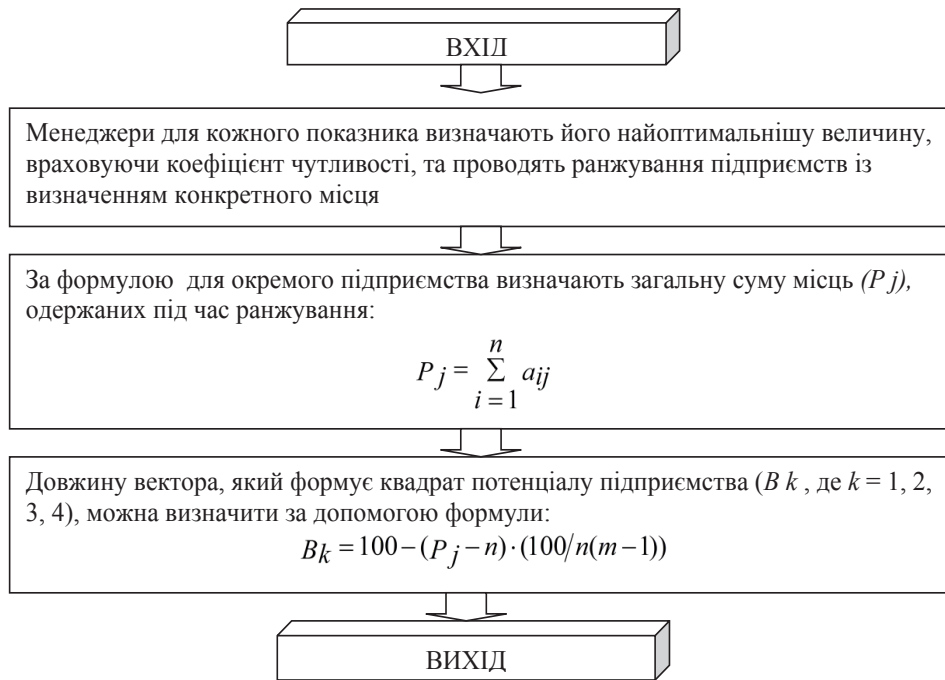 ВХІД
Менеджери для кожного показника визначають його найоптимальнішу величину,
враховуючи коефіцієнт чутливості, та проводять ранжування підприємств із
визначенням конкретного місця
За формулою для окремого підприємства визначають загальну суму місць (P j),
одержаних під час ранжування:
P j = n ∑ i = 1 a ij
Довжину вектора, який формує квадрат потенціалу підприємства (B k , де k = 1, 2,
3, 4), можна визначити за допомогою формули:
B k = 100 − (P j − n) · (100/n(m − 1))
ВИХІД